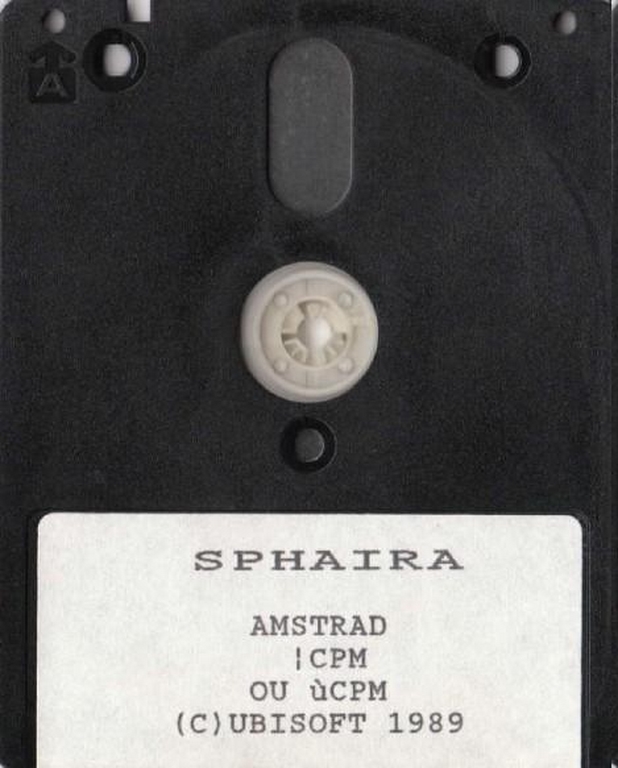 A
SPHAIRA
AMSTRAD
|CPM
OU ùCPM
(C)UBISOFT 1989